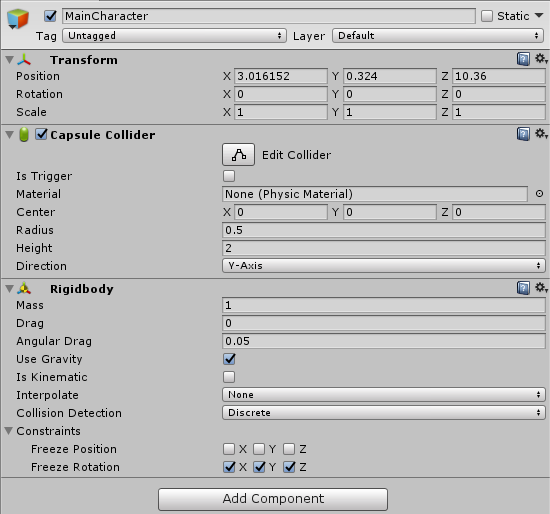 MainCharacter Static
Tag Untagged Layer Default
Transform
Position X 3.016152 Y 0.324 Z 10.36
Rotation X 0 Y 0 Z 0
Scale X 1 Y 1 Z 1
Capsule Collider
Edit Collider
Is Trigger
Material None (Physic Material)
Center X 0 Y 0 Z 0
Radius 0.5
Height 2
Direction Y-Axis
Rigidbody
Mass 1
Drag 0
Angular Drag 0.05
Use Gravity
Is Kinematic
Interpolate None
Collision Detection Discrete
Constraints
Freeze Position X Y Z
Freeze Rotation X Y Z
Add Component